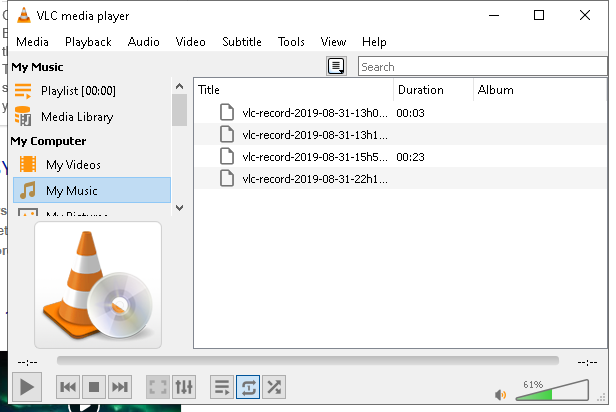 VLC media player
Media Playback Audio Video Subtitle Tools View Help
My Music
Search
Playlist [00:00]
Media Library
My Computer
My Videos
My Music
My Pictures
Title Duration Album
vlc-record-2019-08-31-13h0... 00:03
vlc-record-2019-08-31-13h1...
vlc-record-2019-08-31-15h5... 00:23
vlc-record-2019-08-31-22h1...
--:-- --:--
61%